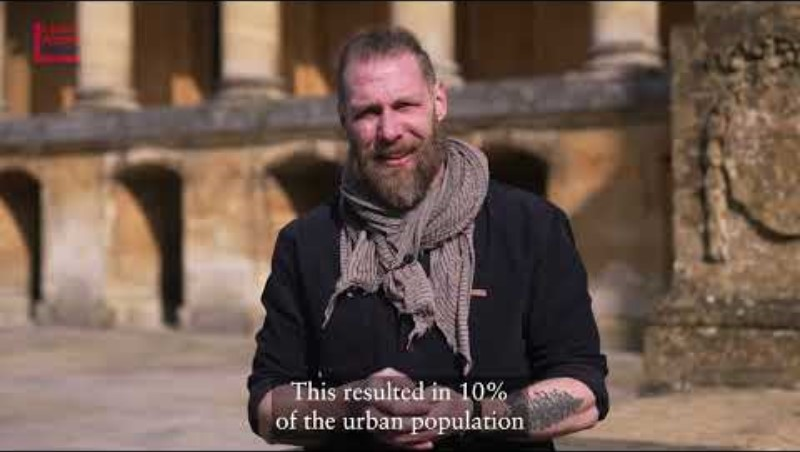 This resulted in 10%
of the urban population